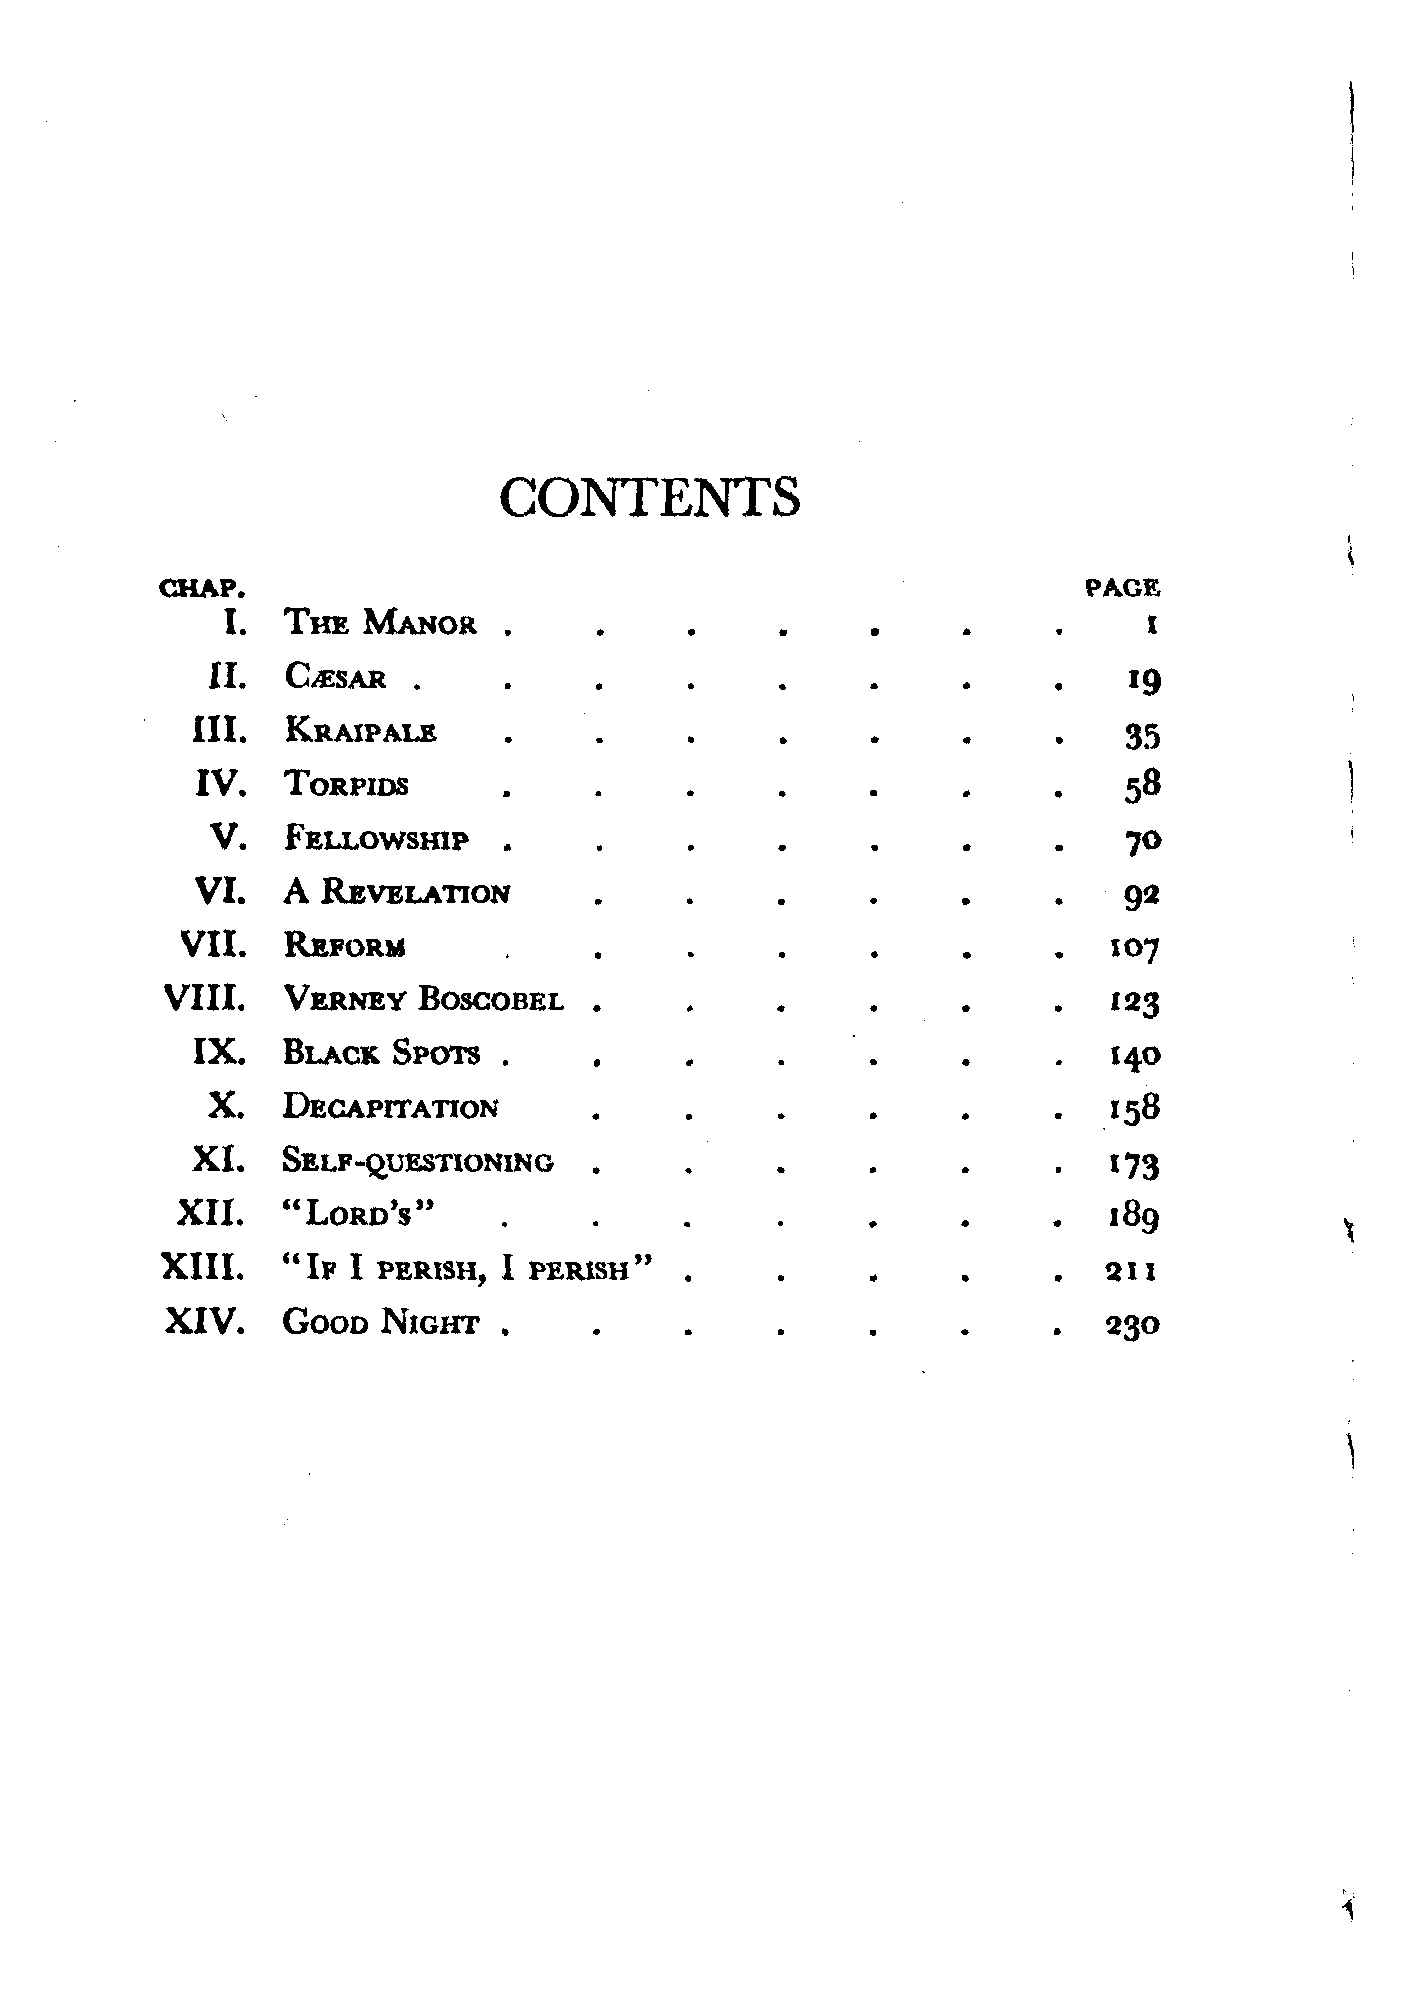 CONTENTS
CHAP. PAGE
I. THE MANOR . . . . . . . 1
II. CÆSAR . . . . . . . . 19
III. KRAIPALE . . . . . . . 35
IV. TORPIDS . . . . . . . 58
V. FELLOWSHIP . . . . . . . 70
VI. A REVELATION . . . . . . 92
VII. REFORM . . . . . . . 107
VIII. VERNEY BOSCOBEL . . . . . . 123
IX. BLACK SPOTS . . . . . . . 140
X. DECAPITATION . . . . . . 158
XI. SELF-QUESTIONING . . . . . . 173
XII. "LORD'S" . . . . . . . 189
XIII. "IF I PERISH, I PERISH" . . . . . 211
XIV. GOOD NIGHT . . . . . . . 230